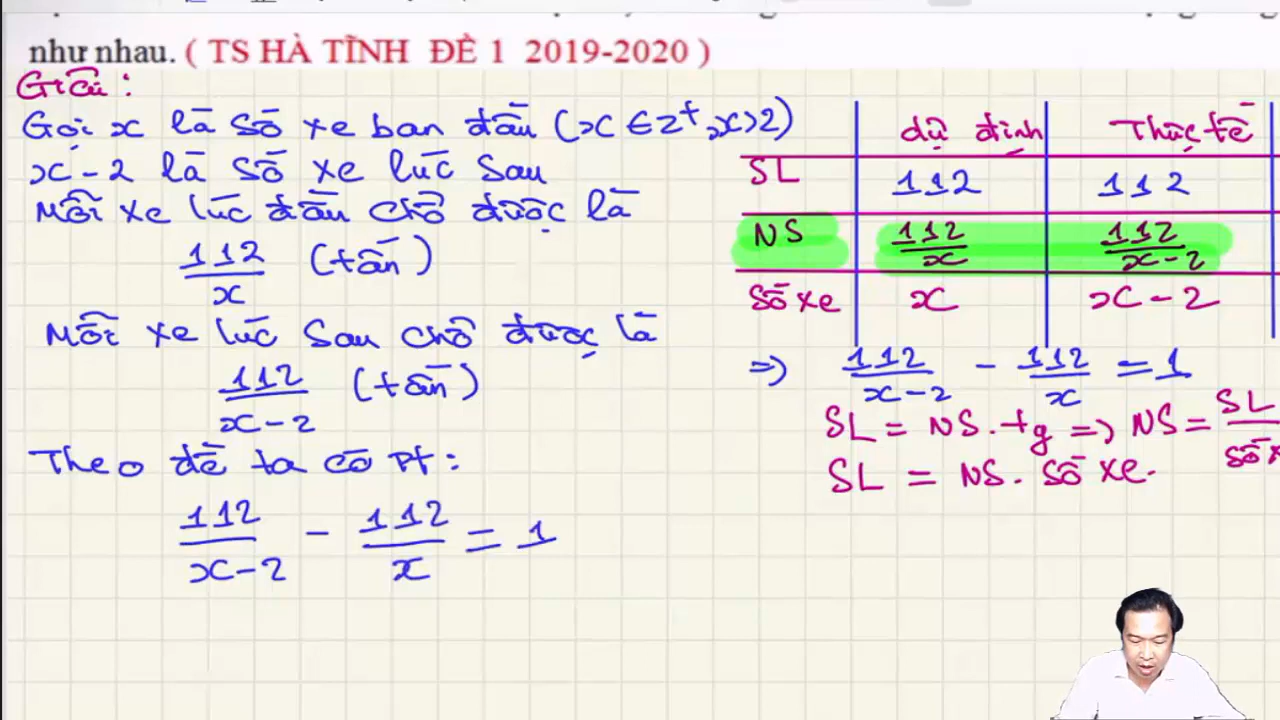 như nhau. ( TS HÀ TĨNH ĐỀ 1 2019-2020 )
Giải:
Gọi x là số xe ban đầu (x ∈ Z⁺, x>2)
x - 2 là số xe lúc sau
Mỗi xe lúc đầu chở được là
112/x (tấn)
Mỗi xe lúc sau chở được là
112/(x-2) (tấn)
Theo đề ta có Pt:
112/(x-2) - 112/x = 1
dự định Thực tế
SL 112 112
NS 112/x 112/(x-2)
Số xe x x - 2
=> 112/(x-2) - 112/x = 1
SL = NS . tg => NS = SL/số x
SL = NS . Số xe.